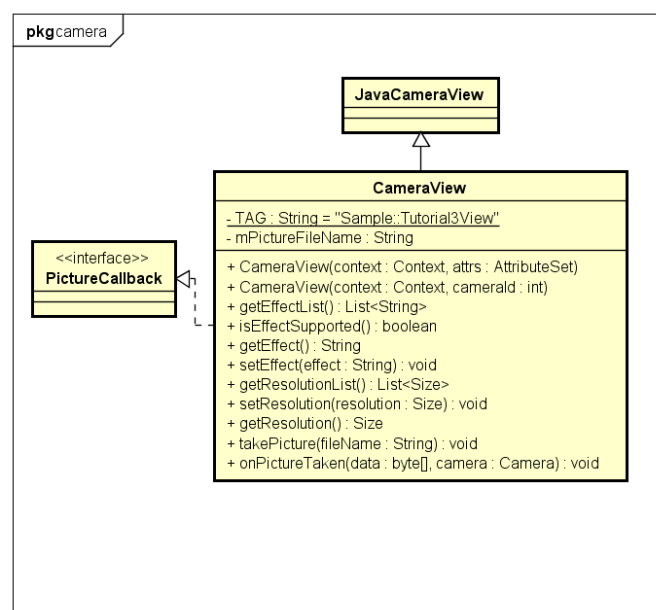 pkg camera
JavaCameraView
CameraView
- TAG : String = "Sample::Tutorial3View"
- mPictureFileName : String
<<interface>>
PictureCallback
+ CameraView(context : Context, attrs : AttributeSet)
+ CameraView(context : Context, cameraId : int)
+ getEffectList() : List<String>
+ isEffectSupported() : boolean
+ getEffect() : String
+ setEffect(effect : String) : void
+ getResolutionList() : List<Size>
+ setResolution(resolution : Size) : void
+ getResolution() : Size
+ takePicture(fileName : String) : void
+ onPictureTaken(data : byte[], camera : Camera) : void